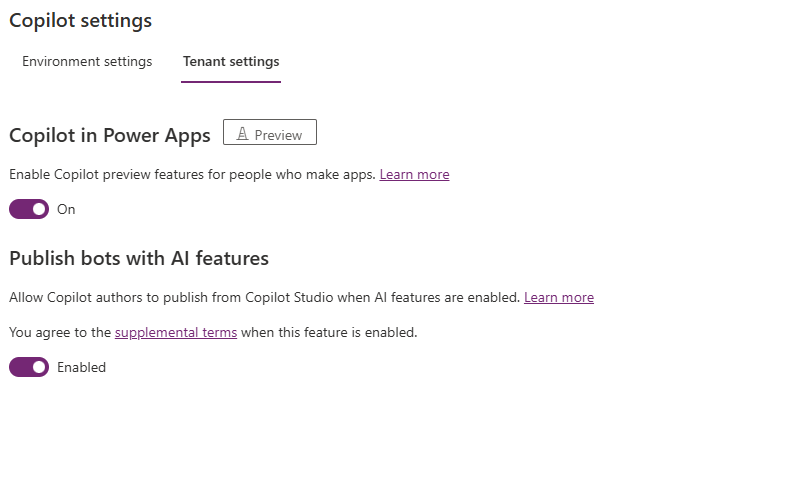 Copilot settings
Environment settings Tenant settings
Copilot in Power Apps Preview
Enable Copilot preview features for people who make apps. Learn more
On
Publish bots with AI features
Allow Copilot authors to publish from Copilot Studio when AI features are enabled. Learn more
You agree to the supplemental terms when this feature is enabled.
Enabled